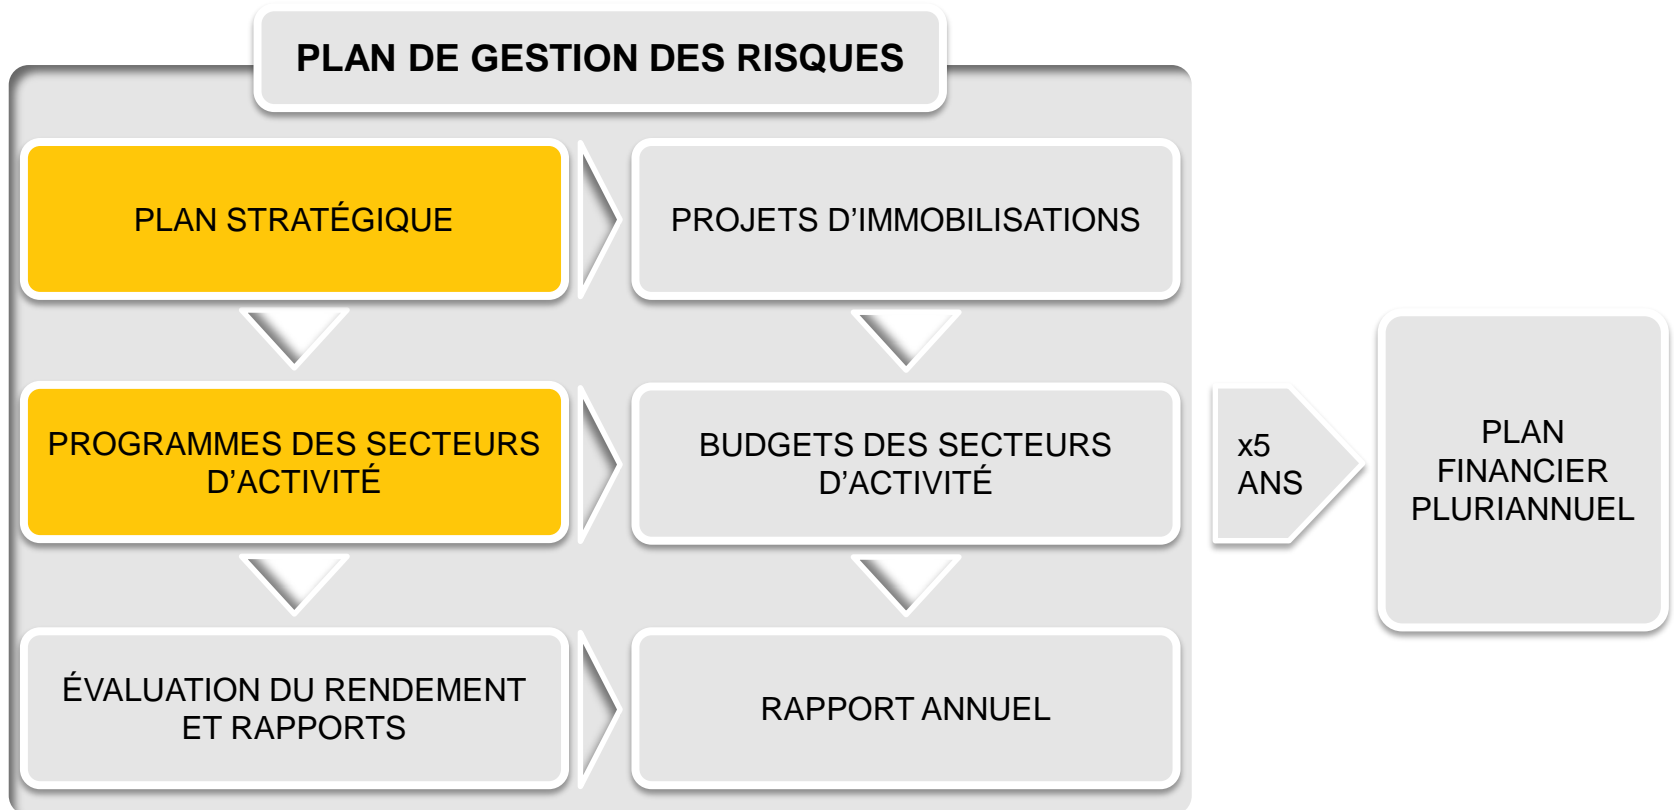 PLAN DE GESTION DES RISQUES
PLAN STRATÉGIQUE
PROJETS D’IMMOBILISATIONS
PROGRAMMES DES SECTEURS
D’ACTIVITÉ
BUDGETS DES SECTEURS
D’ACTIVITÉ
x5
ANS
PLAN
FINANCIER
PLURIANNUEL
ÉVALUATION DU RENDEMENT
ET RAPPORTS
RAPPORT ANNUEL